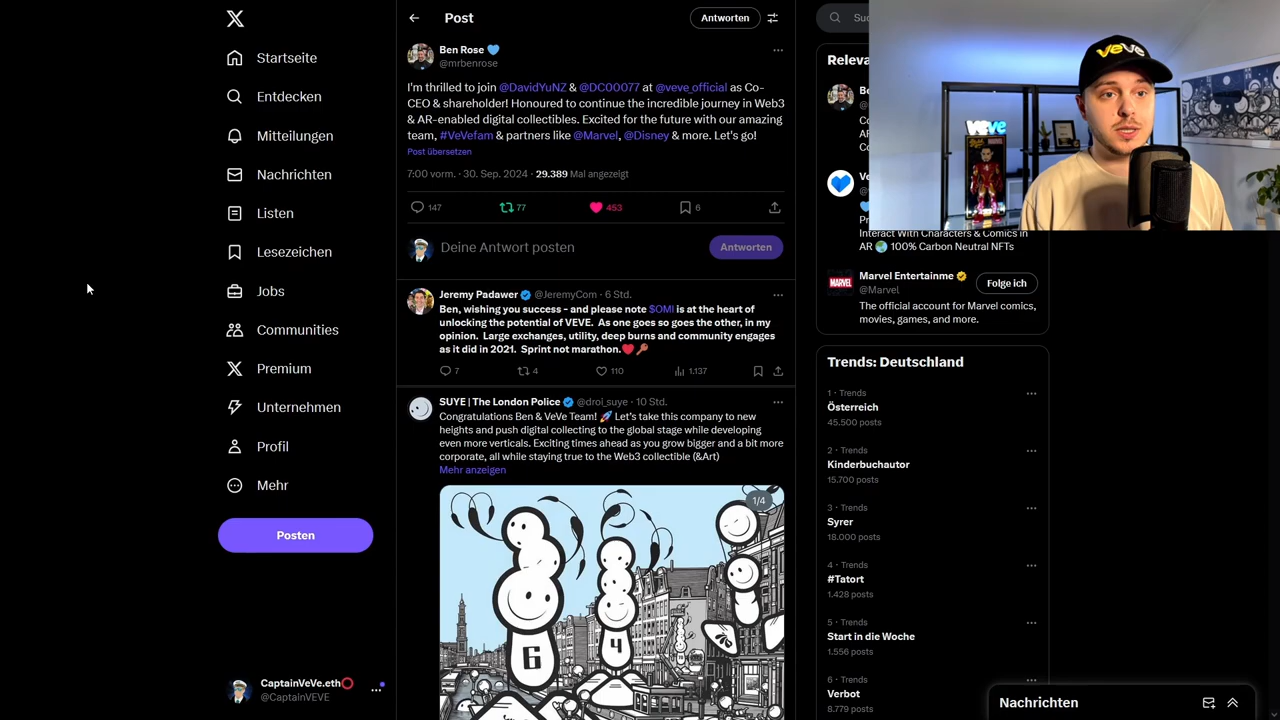 Startseite
Entdecken
Mitteilungen
Nachrichten
Listen
Lesezeichen
Jobs
Communities
Premium
Unternehmen
Profil
Mehr
Posten
CaptainVeVe.eth
@CaptainVEVE
Post
Antworten
Ben Rose
@mrbenrose
I'm thrilled to join @DavidYuNZ & @DC00077 at @veve_official as Co-
CEO & shareholder! Honoured to continue the incredible journey in Web3
& AR-enabled digital collectibles. Excited for the future with our amazing
team, #VeVefam & partners like @Marvel, @Disney & more. Let's go!
Post übersetzen
7:00 vorm. · 30. Sep. 2024 · 29.389 Mal angezeigt
147 77 453 6
Deine Antwort posten
Antworten
Jeremy Padawer @JeremyCom · 6 Std.
Ben, wishing you success - and please note $OMI is at the heart of
unlocking the potential of VEVE. As one goes so goes the other, in my
opinion. Large exchanges, utility, deep burns and community engages
as it did in 2021. Sprint not marathon.
7 4 110 1.137
SUYE | The London Police @droi_suye · 10 Std.
Congratulations Ben & VeVe Team! Let's take this company to new
heights and push digital collecting to the global stage while developing
even more verticals. Exciting times ahead as you grow bigger and a bit more
corporate, all while staying true to the Web3 collectible (&Art)
Mehr anzeigen
1/4
6
4
Interact With Characters & Comics in
AR 100% Carbon Neutral NFTs
MARVEL
Marvel Entertainme
@Marvel
Folge ich
The official account for Marvel comics,
movies, games, and more.
Trends: Deutschland
1 · Trends
Österreich
45.500 posts
2 · Trends
Kinderbuchautor
15.700 posts
3 · Trends
Syrer
18.000 posts
4 · Trends
#Tatort
1.428 posts
5 · Trends
Start in die Woche
1.556 posts
6 · Trends
Verbot
8.779 posts
Nachrichten
veve
veve